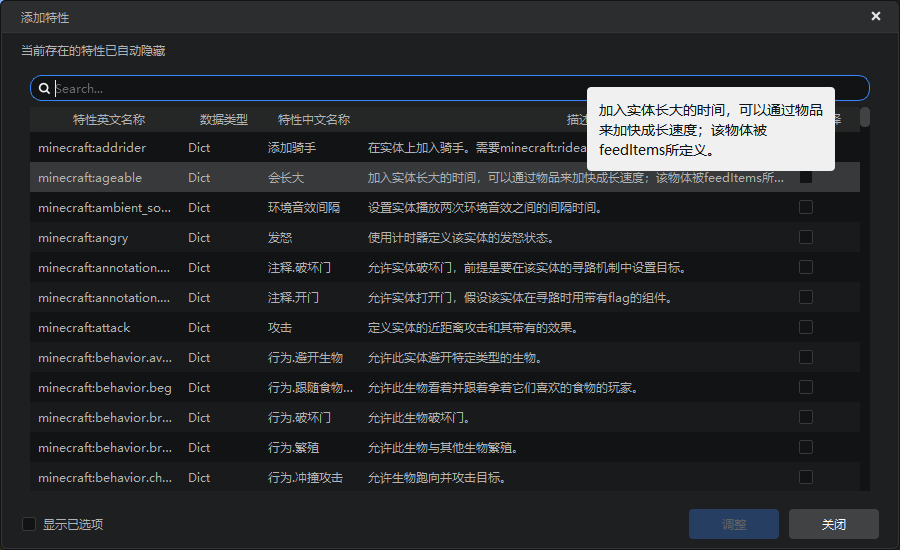 添加特性
当前存在的特性已自动隐藏
Search...
特性英文名称 数据类型 特性中文名称 描述 择
加入实体长大的时间，可以通过物品
来加快成长速度；该物体被
feedItems所定义。
minecraft:addrider Dict 添加骑手 在实体上加入骑手。需要minecraft:ridea
minecraft:ageable Dict 会长大 加入实体长大的时间，可以通过物品来加快成长速度；该物体被feedItems所...
minecraft:ambient_so... Dict 环境音效间隔 设置实体播放两次环境音效之间的间隔时间。
minecraft:angry Dict 发怒 使用计时器定义该实体的发怒状态。
minecraft:annotation.... Dict 注释.破坏门 允许实体破坏门，前提是要在该实体的寻路机制中设置目标。
minecraft:annotation.... Dict 注释.开门 允许实体打开门，假设该实体在寻路时用带有flag的组件。
minecraft:attack Dict 攻击 定义实体的近距离攻击和其带有的效果。
minecraft:behavior.av... Dict 行为.避开生物 允许此实体避开特定类型的生物。
minecraft:behavior.beg Dict 行为.跟随食物... 允许此生物看着并跟着拿着它们喜欢的食物的玩家。
minecraft:behavior.br... Dict 行为.破坏门 允许此生物破坏门。
minecraft:behavior.br... Dict 行为.繁殖 允许此生物与其他生物繁殖。
minecraft:behavior.ch... Dict 行为.冲撞攻击 允许生物跑向并攻击目标。
显示已选项 调整 关闭